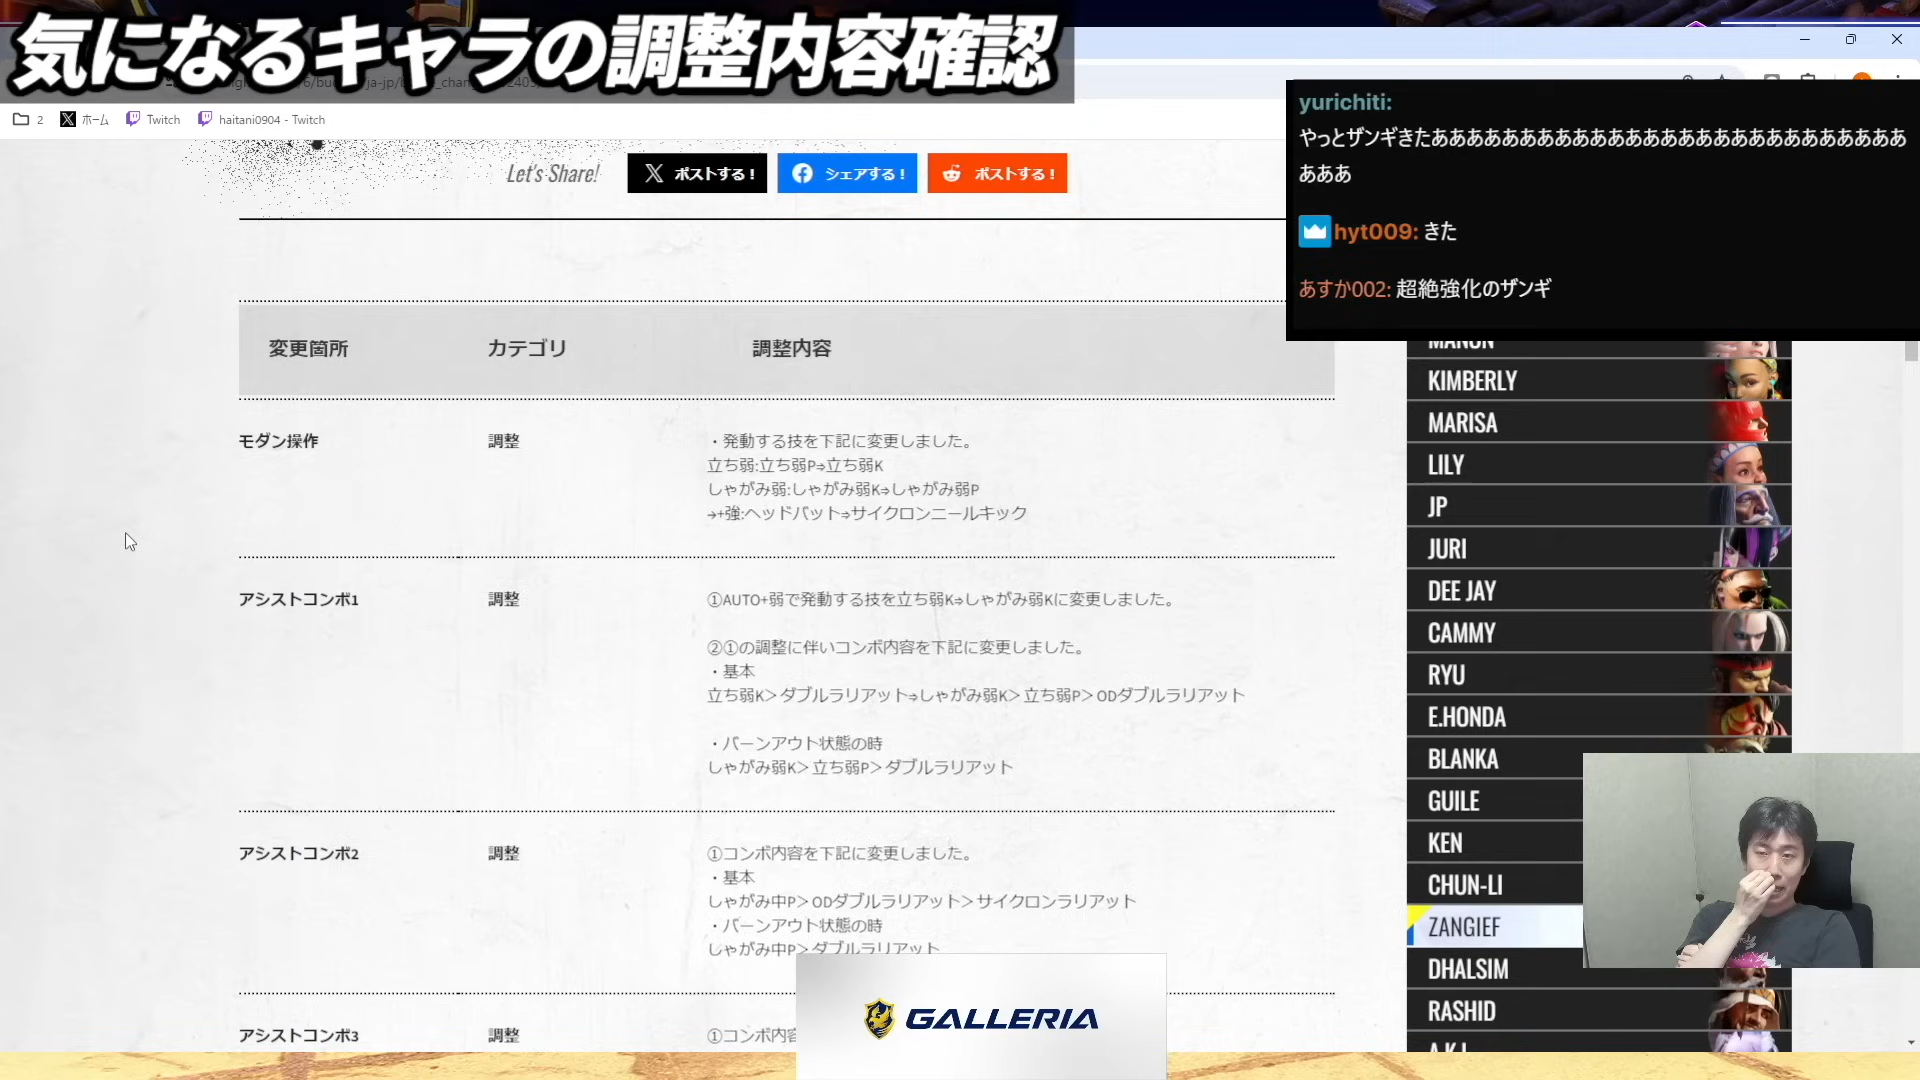 気になるキャラの調整内容確認
2
ホーム
Twitch
haitani0904 - Twitch
yurichiti:
やっとザンギきたああああああああああああああああああああああああああ
あああ
hyt009: きた
あすか002: 超絶強化のザンギ
Let's Share!
ポストする！
シェアする！
ポストする！
変更箇所
カテゴリ
調整内容
モダン操作
調整
・発動する技を下記に変更しました。
立ち弱:立ち弱P⇒立ち弱K
しゃがみ弱:しゃがみ弱K⇒しゃがみ弱P
→+強:ヘッドバット⇒サイクロンニールキック
アシストコンボ1
調整
①AUTO+弱で発動する技を立ち弱K⇒しゃがみ弱Kに変更しました。
②①の調整に伴いコンボ内容を下記に変更しました。
・基本
立ち弱K＞ダブルラリアット⇒しゃがみ弱K＞立ち弱P＞ODダブルラリアット
・バーンアウト状態の時
しゃがみ弱K＞立ち弱P＞ダブルラリアット
アシストコンボ2
調整
①コンボ内容を下記に変更しました。
・基本
しゃがみ中P＞ODダブルラリアット＞サイクロンラリアット
・バーンアウト状態の時
しゃがみ中P＞ダブルラリアット
アシストコンボ3
調整
①コンボ内容
MANON
KIMBERLY
MARISA
LILY
JP
JURI
DEE JAY
CAMMY
RYU
E.HONDA
BLANKA
GUILE
KEN
CHUN-LI
ZANGIEF
DHALSIM
RASHID
A.K.I.
GALLERIA